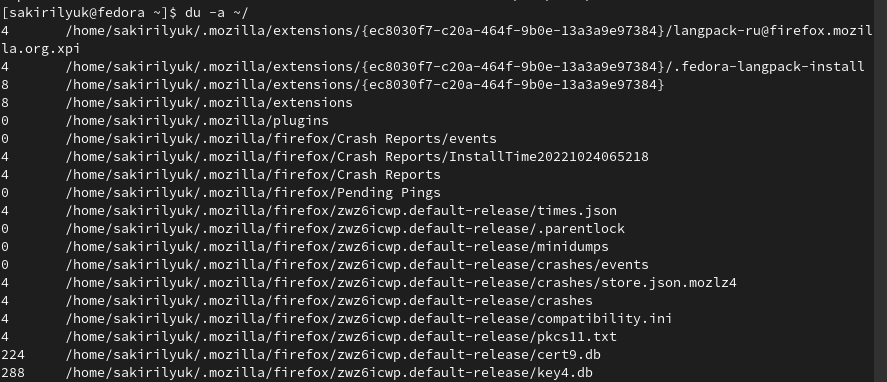 [sakirilyuk@fedora ~]$ du -a ~/
4 /home/sakirilyuk/.mozilla/extensions/{ec8030f7-c20a-464f-9b0e-13a3a9e97384}/langpack-ru@firefox.mozil
la.org.xpi
4 /home/sakirilyuk/.mozilla/extensions/{ec8030f7-c20a-464f-9b0e-13a3a9e97384}/.fedora-langpack-install
8 /home/sakirilyuk/.mozilla/extensions/{ec8030f7-c20a-464f-9b0e-13a3a9e97384}
8 /home/sakirilyuk/.mozilla/extensions
0 /home/sakirilyuk/.mozilla/plugins
0 /home/sakirilyuk/.mozilla/firefox/Crash Reports/events
4 /home/sakirilyuk/.mozilla/firefox/Crash Reports/InstallTime20221024065218
4 /home/sakirilyuk/.mozilla/firefox/Crash Reports
0 /home/sakirilyuk/.mozilla/firefox/Pending Pings
4 /home/sakirilyuk/.mozilla/firefox/zwz6icwp.default-release/times.json
0 /home/sakirilyuk/.mozilla/firefox/zwz6icwp.default-release/.parentlock
0 /home/sakirilyuk/.mozilla/firefox/zwz6icwp.default-release/minidumps
0 /home/sakirilyuk/.mozilla/firefox/zwz6icwp.default-release/crashes/events
4 /home/sakirilyuk/.mozilla/firefox/zwz6icwp.default-release/crashes/store.json.mozlz4
4 /home/sakirilyuk/.mozilla/firefox/zwz6icwp.default-release/crashes
4 /home/sakirilyuk/.mozilla/firefox/zwz6icwp.default-release/compatibility.ini
4 /home/sakirilyuk/.mozilla/firefox/zwz6icwp.default-release/pkcs11.txt
224 /home/sakirilyuk/.mozilla/firefox/zwz6icwp.default-release/cert9.db
288 /home/sakirilyuk/.mozilla/firefox/zwz6icwp.default-release/key4.db